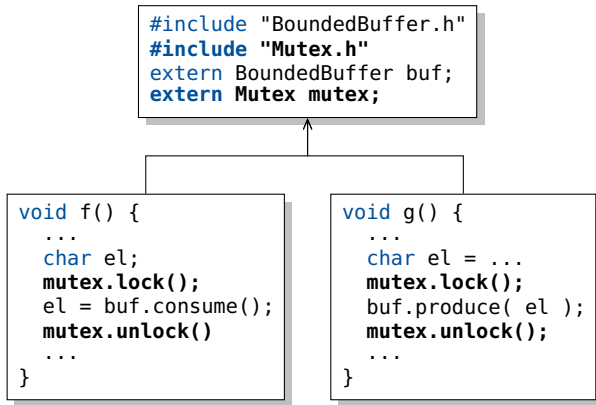 #include "BoundedBuffer.h"
#include "Mutex.h"
extern BoundedBuffer buf;
extern Mutex mutex;
void f() {
...
char el;
mutex.lock();
el = buf.consume();
mutex.unlock()
...
}
void g() {
...
char el = ...
mutex.lock();
buf.produce( el );
mutex.unlock();
...
}